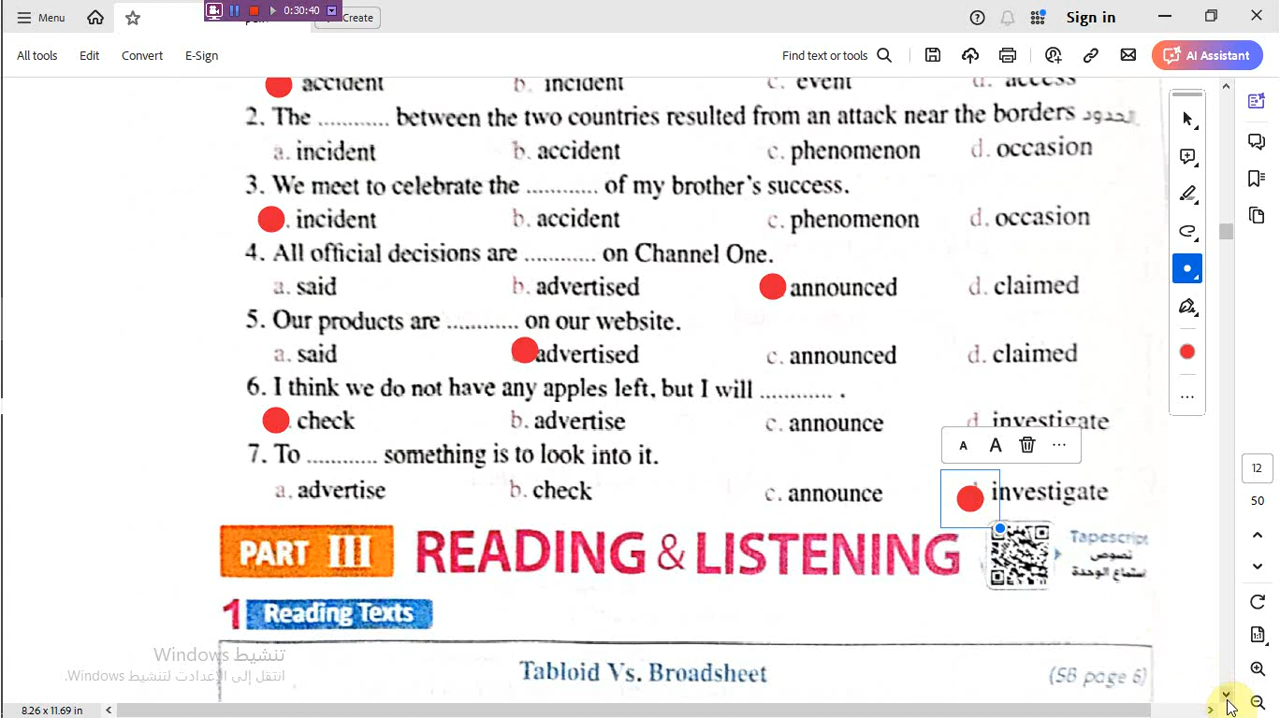 Menu
0:30:40
Create
Sign in
All tools Edit Convert E-Sign
Find text or tools
AI Assistant
accident b. incident c. event d. access
2. The ............ between the two countries resulted from an attack near the borders الحدود
a. incident b. accident c. phenomenon d. occasion
3. We meet to celebrate the ............ of my brother's success.
. incident b. accident c. phenomenon d. occasion
4. All official decisions are ............ on Channel One.
a. said b. advertised announced d. claimed
5. Our products are ............ on our website.
a. said advertised c. announced d. claimed
6. I think we do not have any apples left, but I will ............ .
check b. advertise c. announce d. investigate
7. To ............ something is to look into it.
a. advertise b. check c. announce investigate
A A ...
PART III READING & LISTENING
Tapescript
نصوص
استماع الوحدة
1 Reading Texts
Tabloid Vs. Broadsheet (SB page 6)
تنشيط Windows
انتقل إلى الإعدادات لتنشيط Windows.
12
50
8.26 x 11.69 in